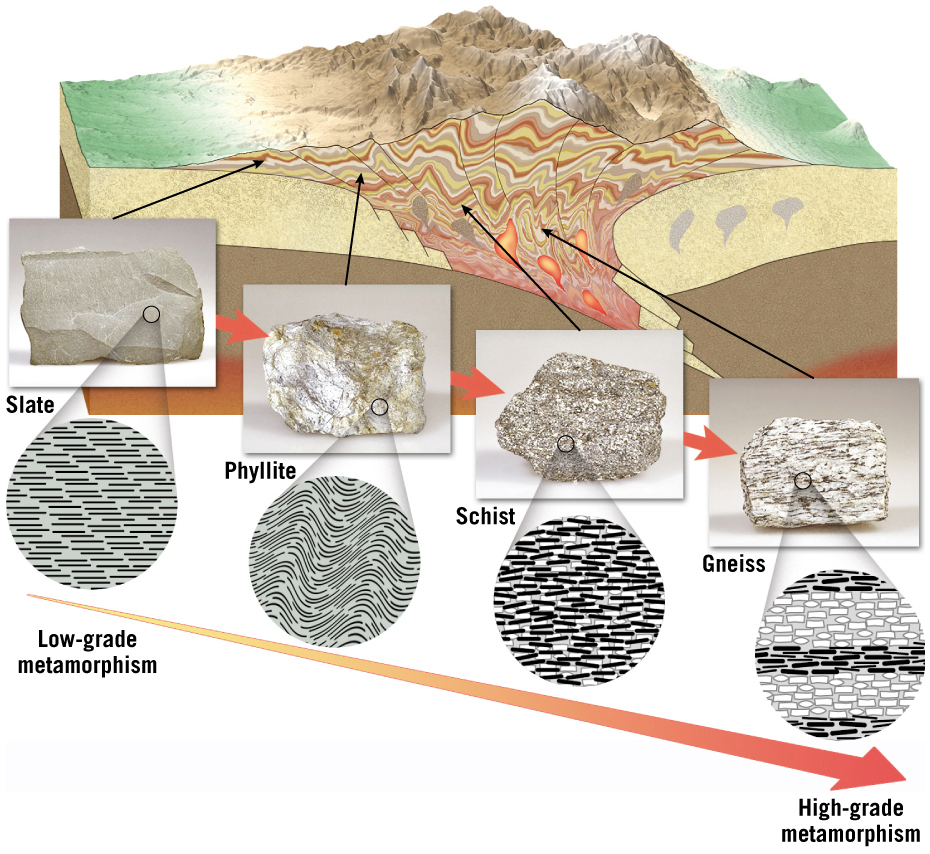 Slate
Phyllite
Schist
Gneiss
Low-grade
metamorphism
High-grade
metamorphism